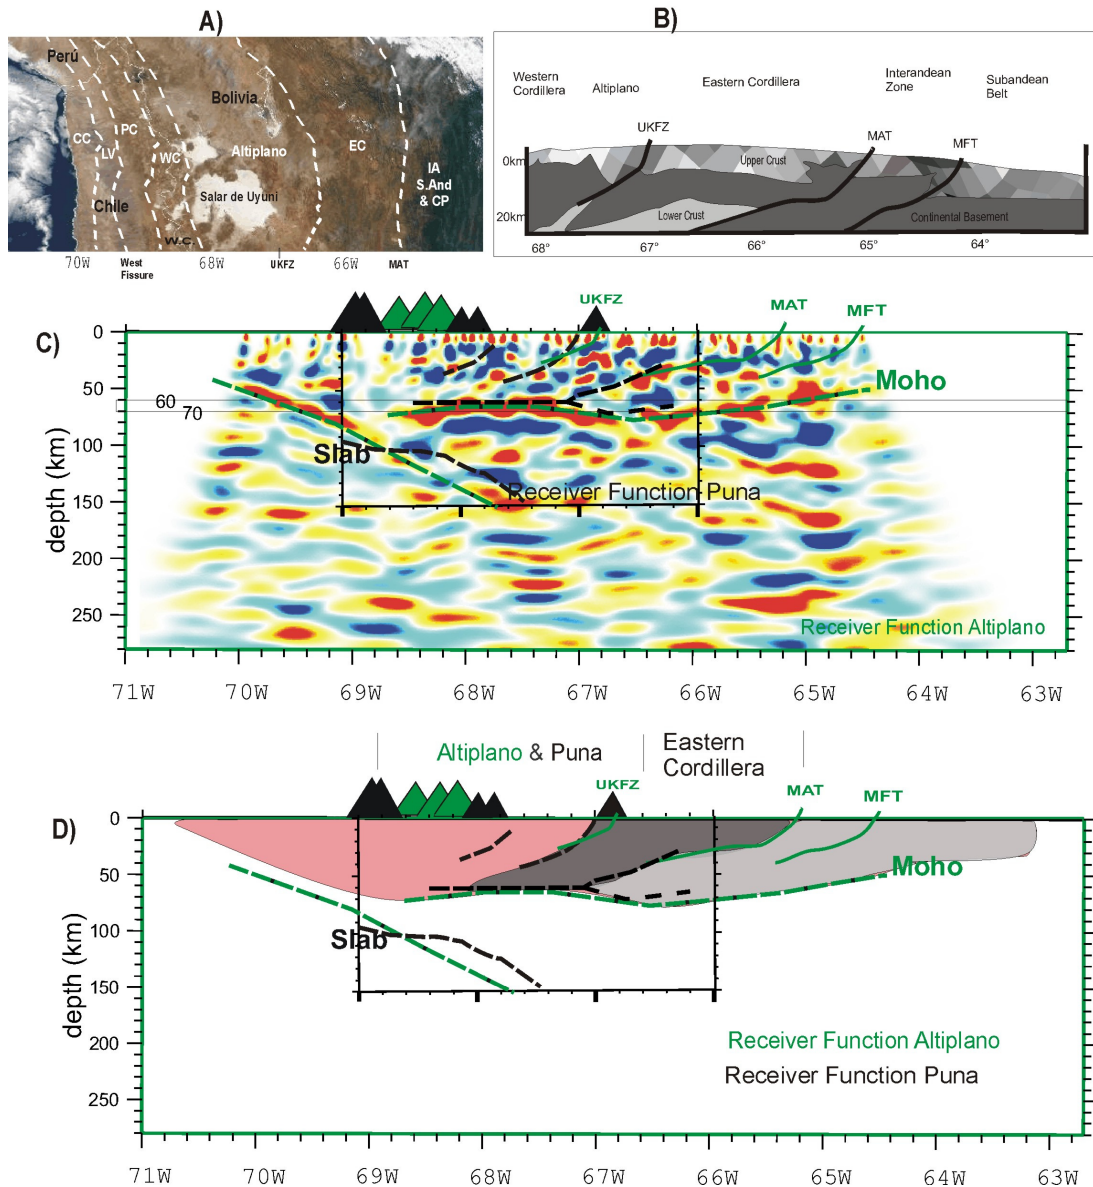 A)
Perú
Bolivia
PC
CC
LV
WC
Altiplano
EC
IA
S.And
& CP
Salar de Uyuni
Chile
W.C.
70W
West
Fissure
68W
UKFZ
66W
MAT
B)
Western
Cordillera
Altiplano
Eastern Cordillera
Interandean
Zone
Subandean
Belt
UKFZ
MAT
MFT
0km
Upper Crust
20km
Lower Crust
Continental Basement
68°
67°
66°
65°
64°
C)
UKFZ
MAT
MFT
0
50
Moho
60
70
100
Slab
Receiver Function Puna
150
200
250
depth (km)
Receiver Function Altiplano
71W
70W
69W
68W
67W
66W
65W
64W
63W
Altiplano & Puna
Eastern
Cordillera
D)
UKFZ
MAT
MFT
0
50
Moho
100
Slab
150
200
250
depth (km)
Receiver Function Altiplano
Receiver Function Puna
71W
70W
69W
68W
67W
66W
65W
64W
63W